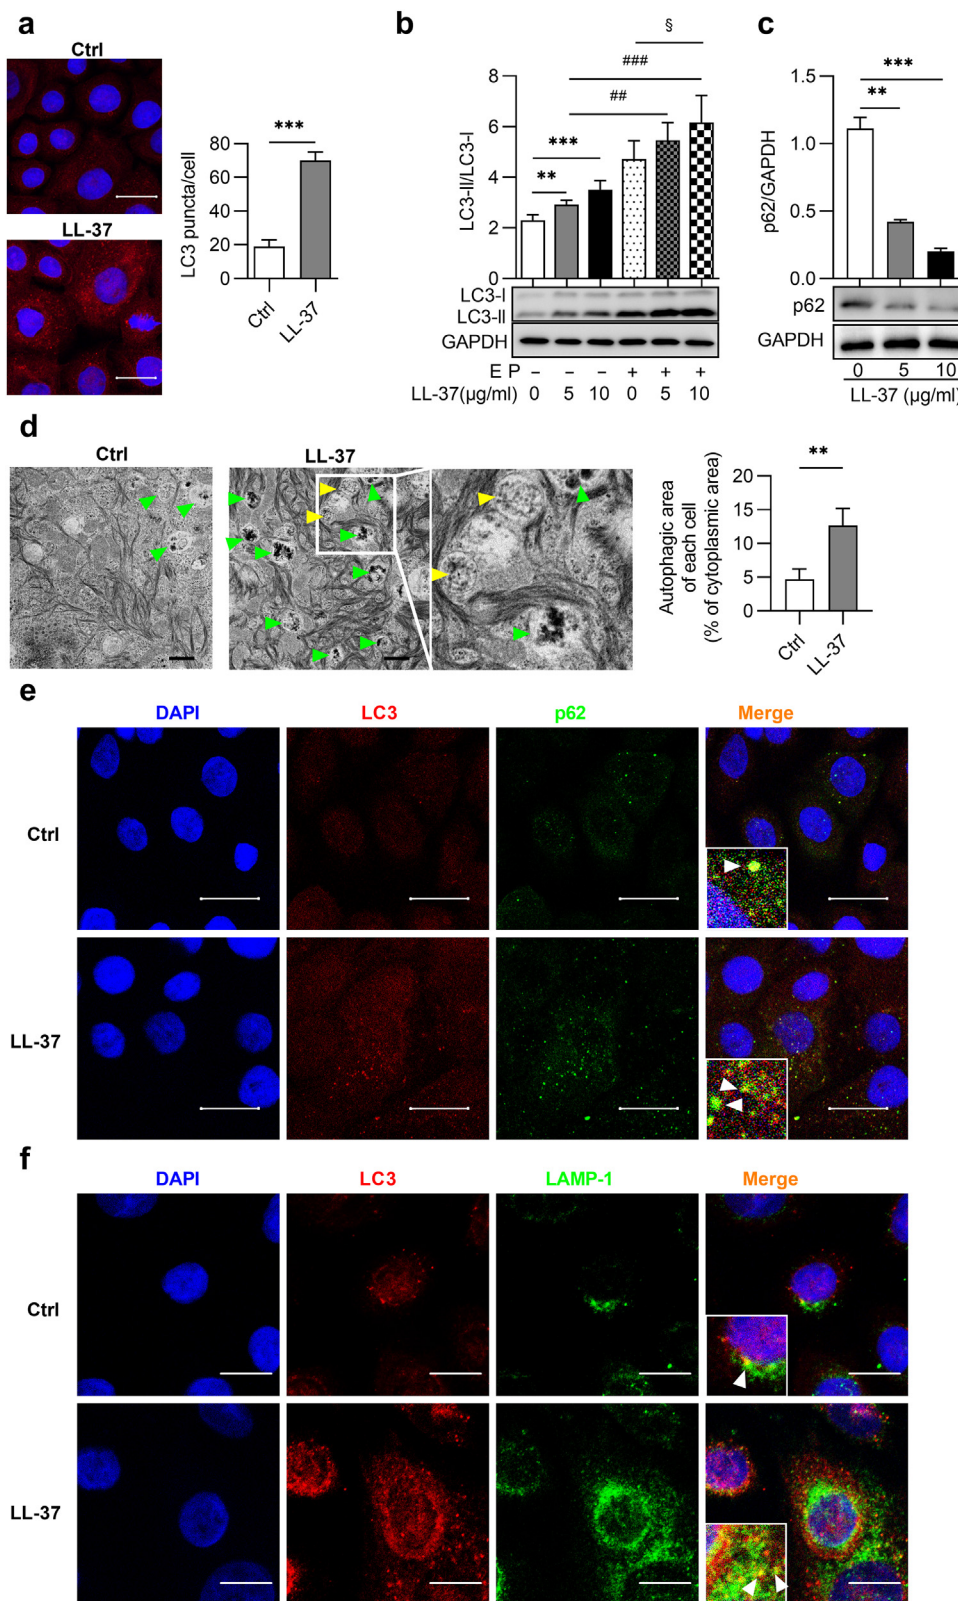 a
Ctrl
LL-37
LC3 puncta/cell
80
60
40
20
0
***
Ctrl
LL-37
b
§
###
##
***
**
LC3-II/LC3-I
8
6
4
2
0
LC3-I
LC3-II
GAPDH
E P – – – + + +
LL-37(µg/ml) 0 5 10 0 5 10
c
***
**
p62/GAPDH
1.5
1.0
0.5
0.0
p62
GAPDH
0 5 10
LL-37 (µg/ml)
d
Ctrl
LL-37
Autophagic area
of each cell
(% of cytoplasmic area)
20
15
10
5
0
**
Ctrl
LL-37
e
DAPI LC3 p62 Merge
Ctrl
LL-37
f
DAPI LC3 LAMP-1 Merge
Ctrl
LL-37